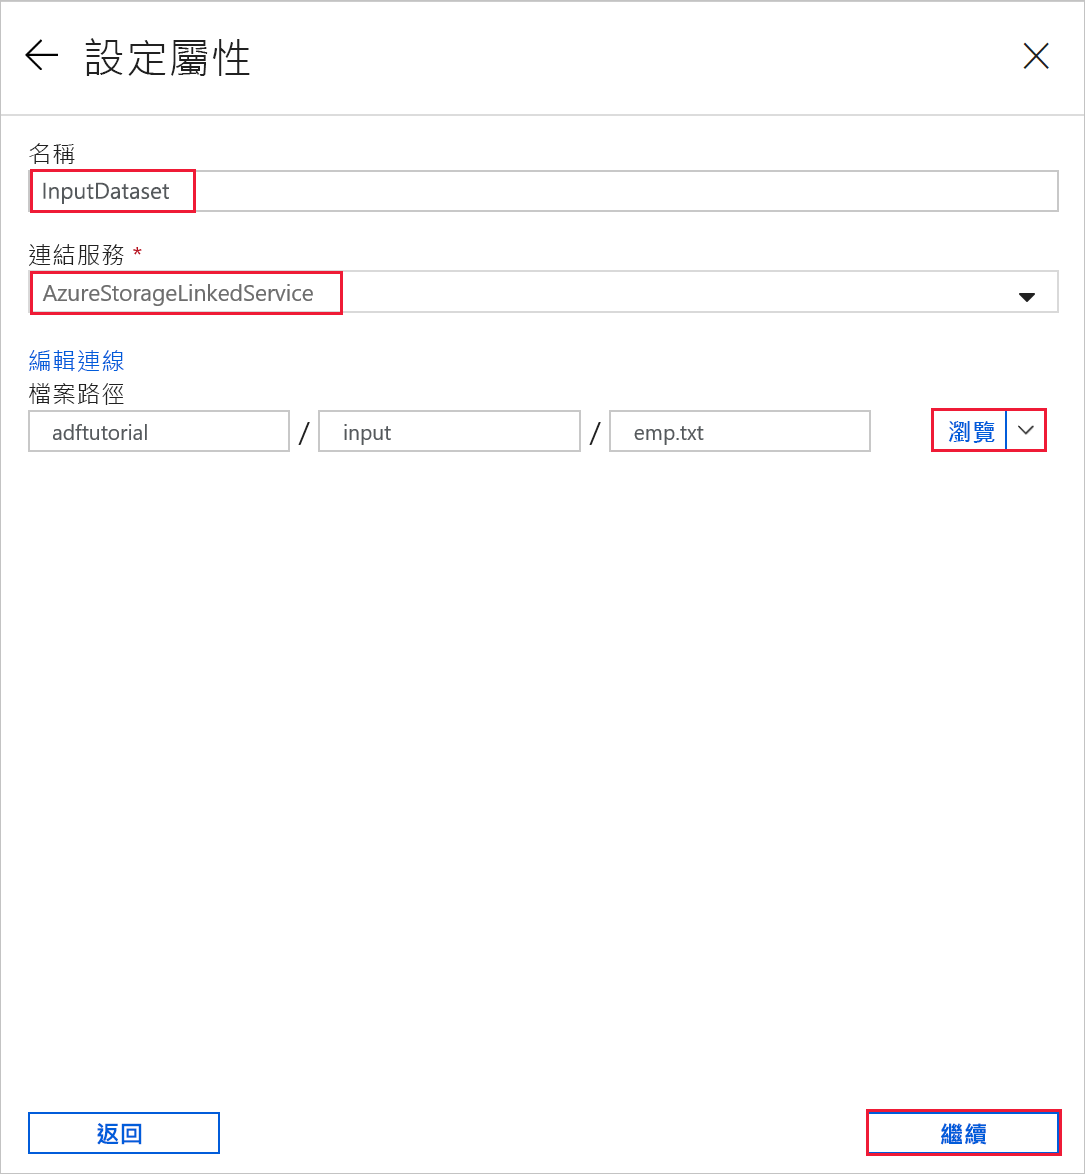 設定屬性
名稱
InputDataset
連結服務 *
AzureStorageLinkedService
編輯連線
檔案路徑
adftutorial / input / emp.txt 瀏覽
返回 繼續